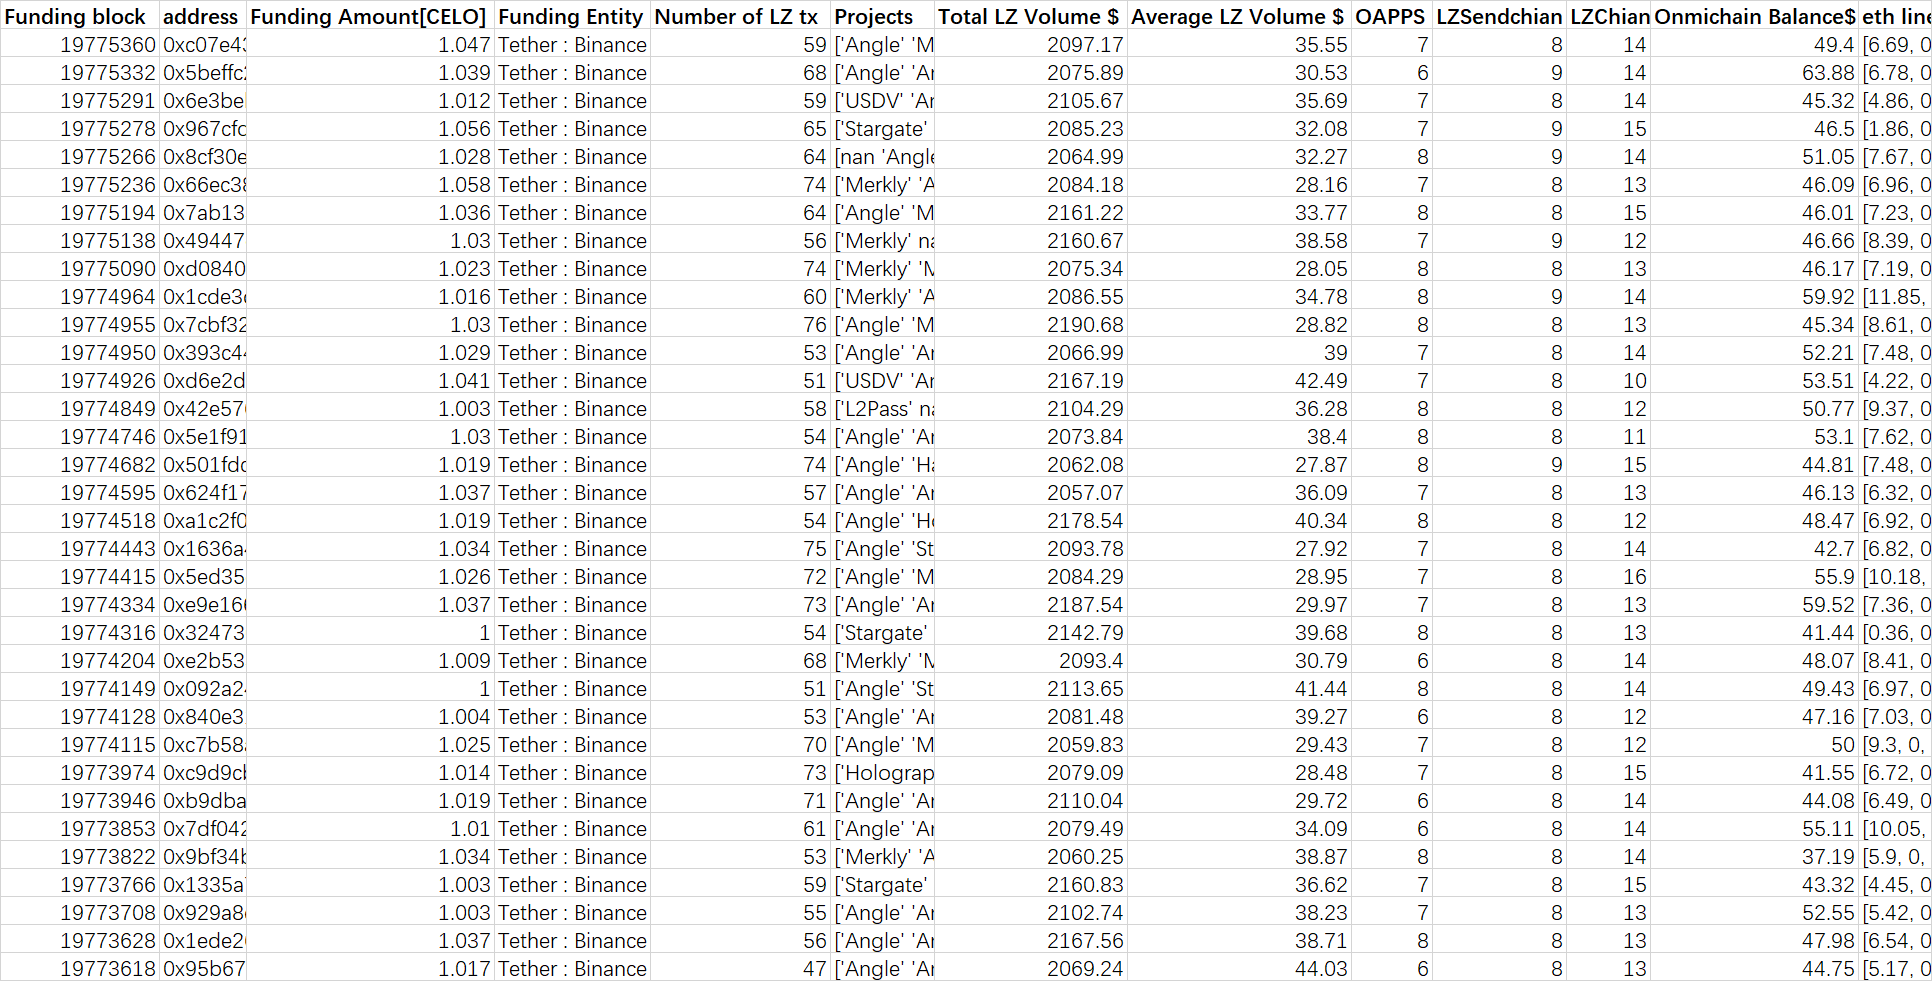 Funding block address Funding Amount[CELO] Funding Entity Number of LZ tx Projects Total LZ Volume $ Average LZ Volume $ OAPPS LZSendchian LZChian Onmichain Balance$ eth line
19775360 0xc07e43 1.047 Tether : Binance 59 ['Angle' 'M 2097.17 35.55 7 8 14 49.4 [6.69, 0
19775332 0x5beffc2 1.039 Tether : Binance 68 ['Angle' 'Ar 2075.89 30.53 6 9 14 63.88 [6.78, 0
19775291 0x6e3be 1.012 Tether : Binance 59 ['USDV' 'Ar 2105.67 35.69 7 8 14 45.32 [4.86, 0
19775278 0x967cfc 1.056 Tether : Binance 65 ['Stargate' 2085.23 32.08 7 9 15 46.5 [1.86, 0
19775266 0x8cf30e 1.028 Tether : Binance 64 [nan 'Angle 2064.99 32.27 8 9 14 51.05 [7.67, 0
19775236 0x66ec38 1.058 Tether : Binance 74 ['Merkly' 'A 2084.18 28.16 7 8 13 46.09 [6.96, 0
19775194 0x7ab13 1.036 Tether : Binance 64 ['Angle' 'M 2161.22 33.77 8 8 15 46.01 [7.23, 0
19775138 0x49447 1.03 Tether : Binance 56 ['Merkly' na 2160.67 38.58 7 9 12 46.66 [8.39, 0
19775090 0xd0840 1.023 Tether : Binance 74 ['Merkly' 'M 2075.34 28.05 8 8 13 46.17 [7.19, 0
19774964 0x1cde3c 1.016 Tether : Binance 60 ['Merkly' 'A 2086.55 34.78 8 9 14 59.92 [11.85,
19774955 0x7cbf32 1.03 Tether : Binance 76 ['Angle' 'M 2190.68 28.82 8 8 13 45.34 [8.61, 0
19774950 0x393c44 1.029 Tether : Binance 53 ['Angle' 'Ar 2066.99 39 7 8 14 52.21 [7.48, 0
19774926 0xd6e2d 1.041 Tether : Binance 51 ['USDV' 'Ar 2167.19 42.49 7 8 10 53.51 [4.22, 0
19774849 0x42e570 1.003 Tether : Binance 58 ['L2Pass' na 2104.29 36.28 8 8 12 50.77 [9.37, 0
19774746 0x5e1f91 1.03 Tether : Binance 54 ['Angle' 'Ar 2073.84 38.4 8 8 11 53.1 [7.62, 0
19774682 0x501fdc 1.019 Tether : Binance 74 ['Angle' 'Ha 2062.08 27.87 8 9 15 44.81 [7.48, 0
19774595 0x624f17 1.037 Tether : Binance 57 ['Angle' 'Ar 2057.07 36.09 7 8 13 46.13 [6.32, 0
19774518 0xa1c2f0 1.019 Tether : Binance 54 ['Angle' 'Ho 2178.54 40.34 8 8 12 48.47 [6.92, 0
19774443 0x1636a4 1.034 Tether : Binance 75 ['Angle' 'St 2093.78 27.92 7 8 14 42.7 [6.82, 0
19774415 0x5ed35 1.026 Tether : Binance 72 ['Angle' 'M 2084.29 28.95 7 8 16 55.9 [10.18,
19774334 0xe9e160 1.037 Tether : Binance 73 ['Angle' 'Ar 2187.54 29.97 7 8 13 59.52 [7.36, 0
19774316 0x32473 1 Tether : Binance 54 ['Stargate' 2142.79 39.68 8 8 13 41.44 [0.36, 0
19774204 0xe2b53 1.009 Tether : Binance 68 ['Merkly' 'M 2093.4 30.79 6 8 14 48.07 [8.41, 0
19774149 0x092a24 1 Tether : Binance 51 ['Angle' 'St 2113.65 41.44 8 8 14 49.43 [6.97, 0
19774128 0x840e3 1.004 Tether : Binance 53 ['Angle' 'Ar 2081.48 39.27 6 8 12 47.16 [7.03, 0
19774115 0xc7b58a 1.025 Tether : Binance 70 ['Angle' 'M 2059.83 29.43 7 8 12 50 [9.3, 0,
19773974 0xc9d9cb 1.014 Tether : Binance 73 ['Holograp 2079.09 28.48 7 8 15 41.55 [6.72, 0
19773946 0xb9dba 1.019 Tether : Binance 71 ['Angle' 'Ar 2110.04 29.72 6 8 14 44.08 [6.49, 0
19773853 0x7df042 1.01 Tether : Binance 61 ['Angle' 'Ar 2079.49 34.09 6 8 14 55.11 [10.05,
19773822 0x9bf34b 1.034 Tether : Binance 53 ['Merkly' 'A 2060.25 38.87 8 8 14 37.19 [5.9, 0,
19773766 0x1335a7 1.003 Tether : Binance 59 ['Stargate' 2160.83 36.62 7 8 15 43.32 [4.45, 0
19773708 0x929a8 1.003 Tether : Binance 55 ['Angle' 'Ar 2102.74 38.23 7 8 13 52.55 [5.42, 0
19773628 0x1ede20 1.037 Tether : Binance 56 ['Angle' 'Ar 2167.56 38.71 8 8 13 47.98 [6.54, 0
19773618 0x95b67 1.017 Tether : Binance 47 ['Angle' 'Ar 2069.24 44.03 6 8 13 44.75 [5.17, 0